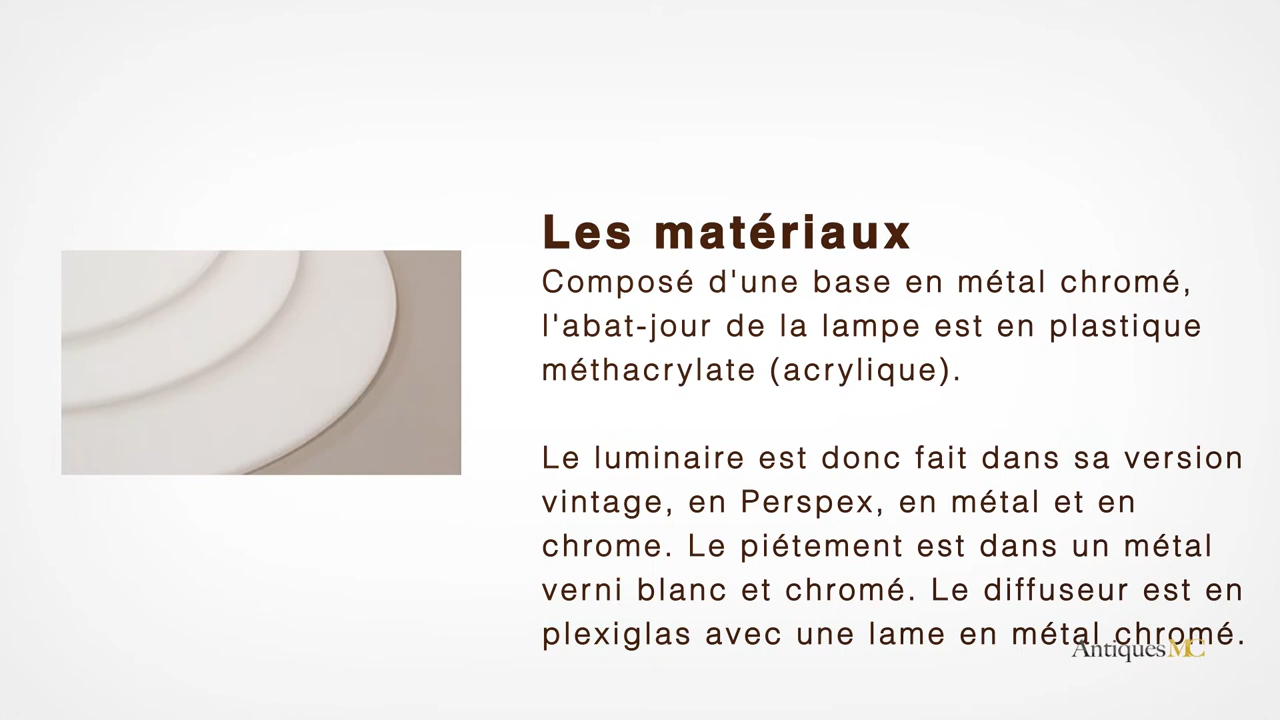 Les matériaux
Composé d'une base en métal chromé,
l'abat-jour de la lampe est en plastique
méthacrylate (acrylique).
Le luminaire est donc fait dans sa version
vintage, en Perspex, en métal et en
chrome. Le piétement est dans un métal
verni blanc et chromé. Le diffuseur est en
plexiglas avec une lame en métal chromé.
AntiquesMC